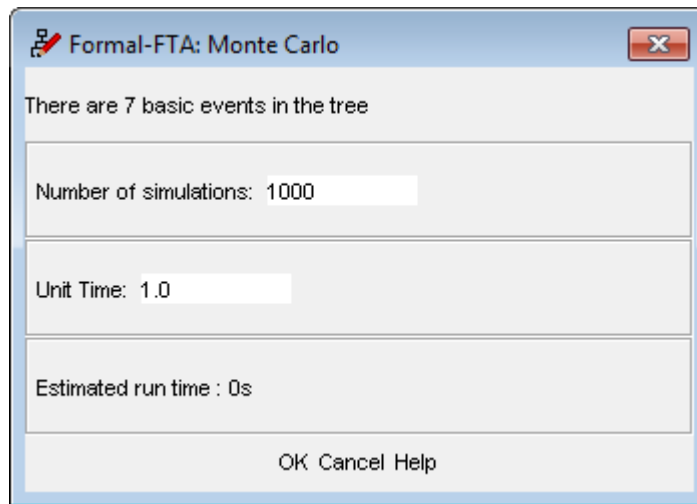 Formal-FTA: Monte Carlo
There are 7 basic events in the tree
Number of simulations: 1000
Unit Time: 1.0
Estimated run time : 0s
OK Cancel Help